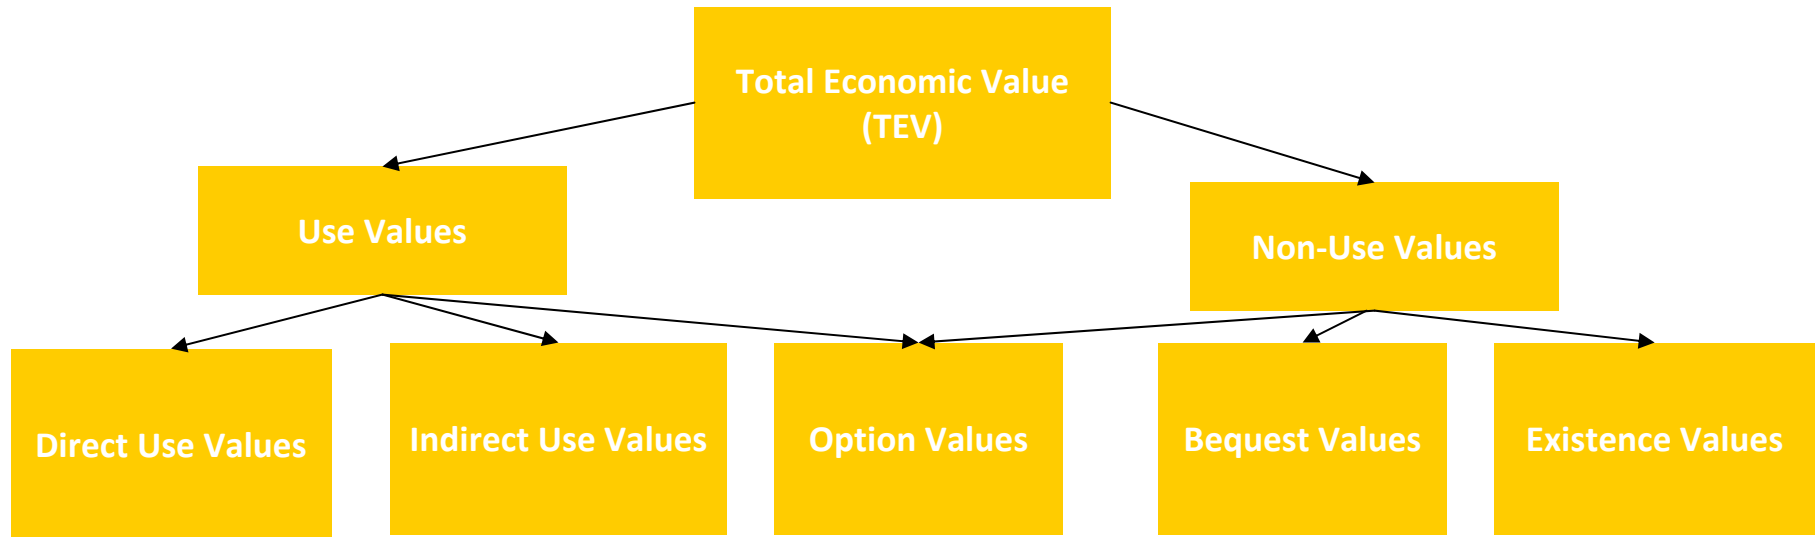 Total Economic Value
(TEV)
Use Values
Non-Use Values
Direct Use Values
Indirect Use Values
Option Values
Bequest Values
Existence Values